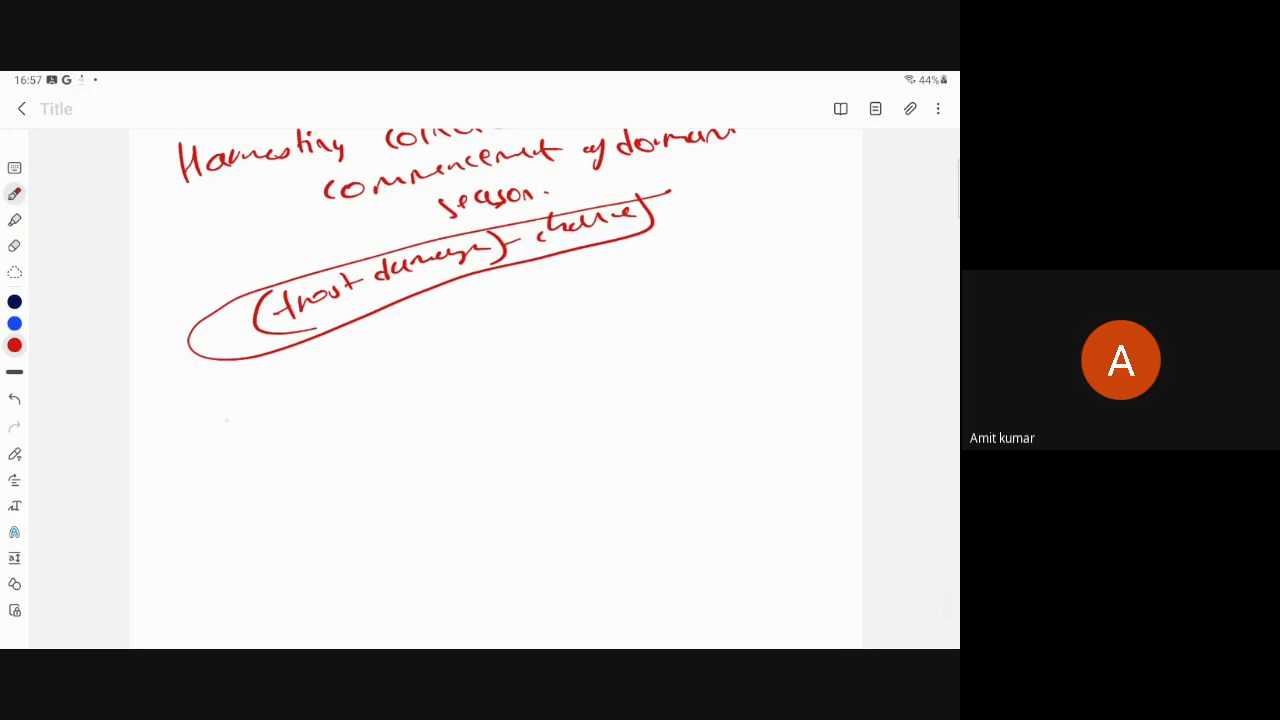 16:57 G 44%
Title
Harvesting
commencement of dormant
season.
(frost damage) - chance
A
Amit kumar